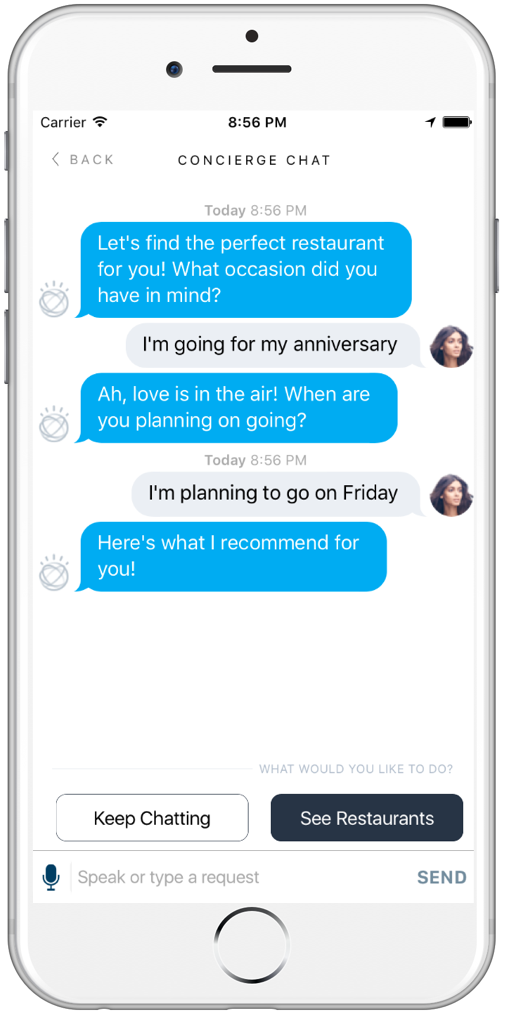 Carrier 8:56 PM
BACK CONCIERGE CHAT
Today 8:56 PM
Let's find the perfect restaurant
for you! What occasion did you
have in mind?
I'm going for my anniversary
Ah, love is in the air! When are
you planning on going?
Today 8:56 PM
I'm planning to go on Friday
Here's what I recommend for
you!
WHAT WOULD YOU LIKE TO DO?
Keep Chatting See Restaurants
Speak or type a request SEND